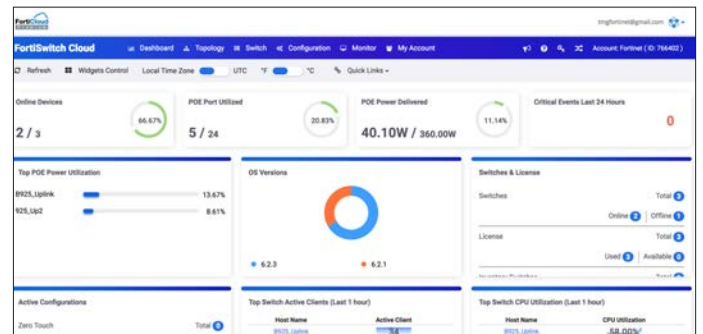 FortiCloud
tmgfortinet@gmail.com
FortiSwitch Cloud Dashboard Topology Switch Configuration Monitor My Account Account: Fortinet ( ID: 766402 )
Refresh Widgets Control Local Time Zone UTC °F °C Quick Links
Online Devices
66.67%
2 / 3
POE Port Utilized
20.83%
5 / 24
POE Power Delivered
11.14%
40.10W / 360.00W
Critical Events Last 24 Hours
0
Top POE Power Utilization
B925_Uplink 13.67%
925_Up2 8.61%
OS Versions
6.2.3 6.2.1
Switches & License
Switches Total 3
Online 2 Offline 1
License Total 3
Used 3 Available 0
Active Configurations
Zero Touch Total 0
Top Switch Active Clients (Last 1 hour)
Host Name Active Client
B925_Uplink 34
Top Switch CPU Utilization (Last 1 hour)
Host Name CPU Utilization
B925_Uplink 58.00%